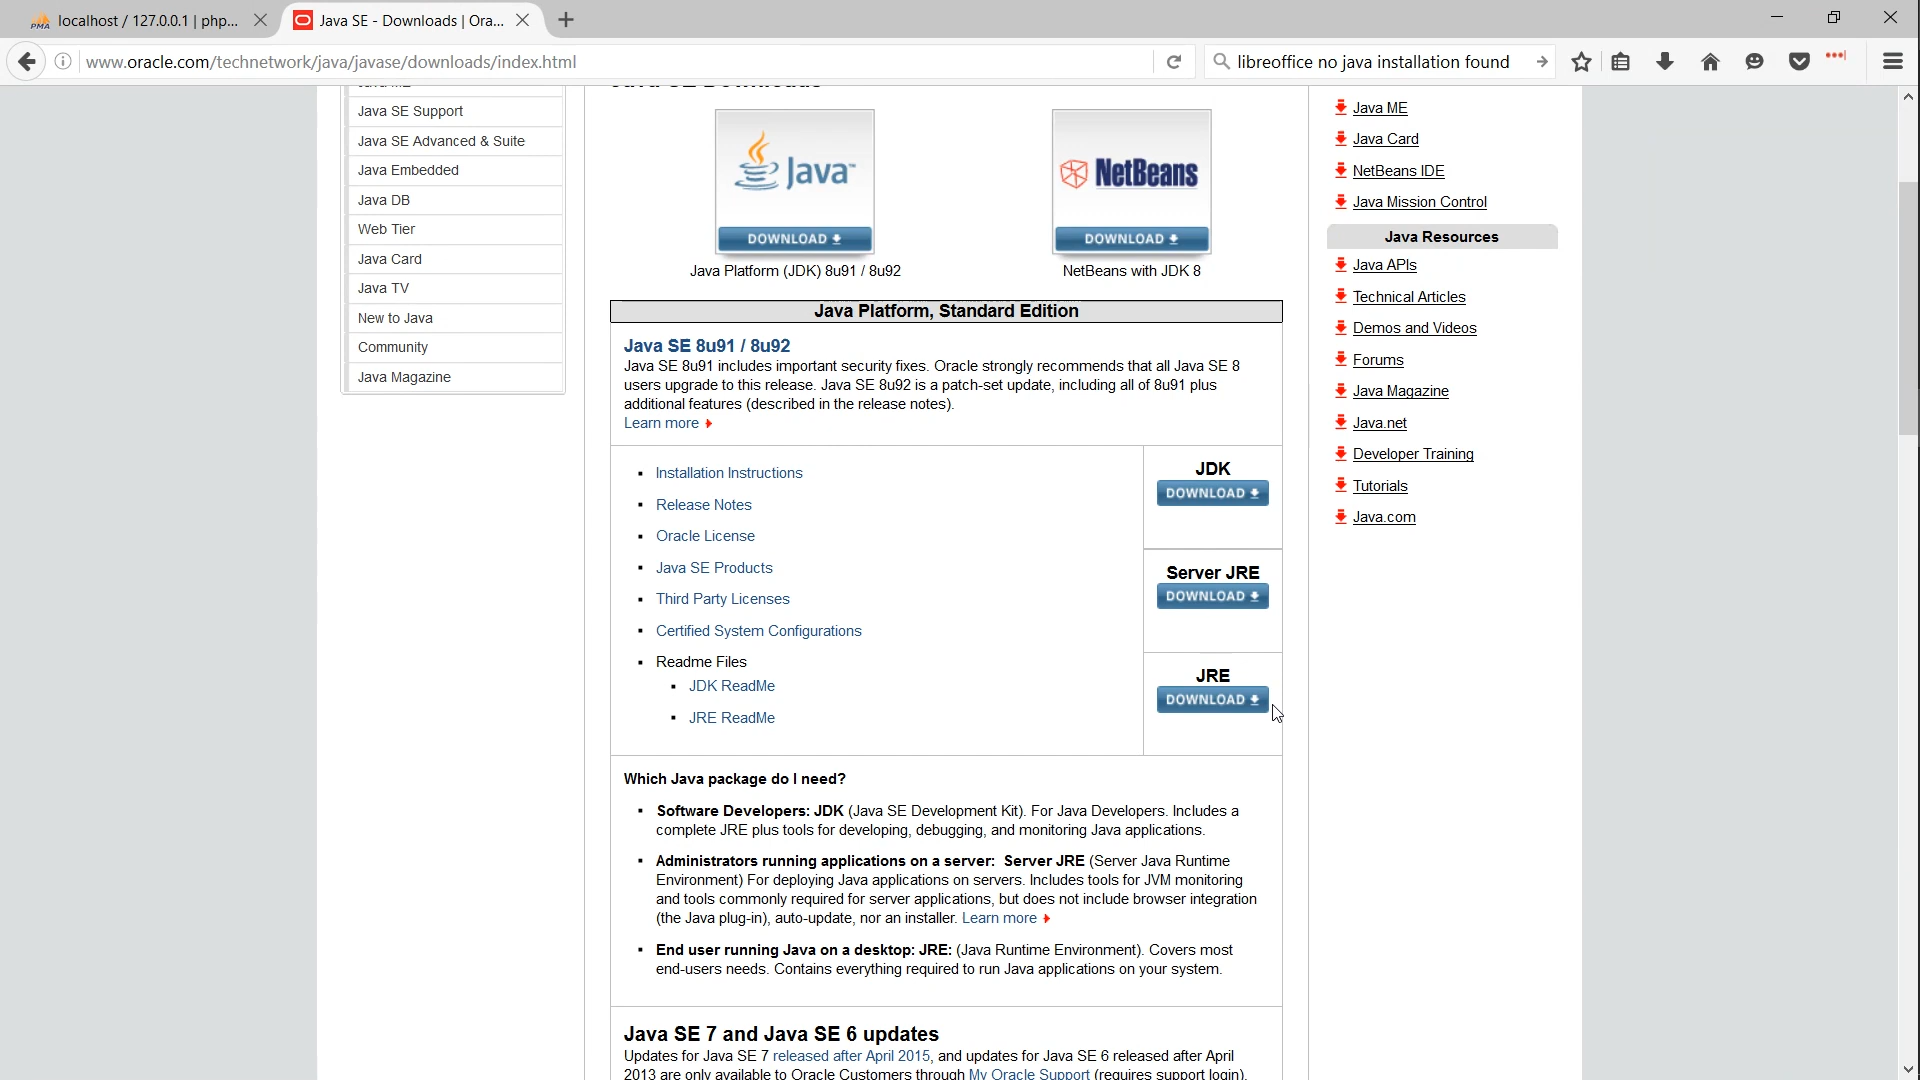 localhost / 127.0.0.1 | php...
Java SE - Downloads | Ora...
www.oracle.com/technetwork/java/javase/downloads/index.html
libreoffice no java installation found
Java SE Support
Java SE Advanced & Suite
Java Embedded
Java DB
Web Tier
Java Card
Java TV
New to Java
Community
Java Magazine
Java SE Downloads
Java™
DOWNLOAD
Java Platform (JDK) 8u91 / 8u92
NetBeans
DOWNLOAD
NetBeans with JDK 8
Java Platform, Standard Edition
Java SE 8u91 / 8u92
Java SE 8u91 includes important security fixes. Oracle strongly recommends that all Java SE 8
users upgrade to this release. Java SE 8u92 is a patch-set update, including all of 8u91 plus
additional features (described in the release notes).
Learn more
Installation Instructions
Release Notes
Oracle License
Java SE Products
Third Party Licenses
Certified System Configurations
Readme Files
JDK ReadMe
JRE ReadMe
JDK
DOWNLOAD
Server JRE
DOWNLOAD
JRE
DOWNLOAD
Which Java package do I need?
Software Developers: JDK (Java SE Development Kit). For Java Developers. Includes a
complete JRE plus tools for developing, debugging, and monitoring Java applications.
Administrators running applications on a server: Server JRE (Server Java Runtime
Environment) For deploying Java applications on servers. Includes tools for JVM monitoring
and tools commonly required for server applications, but does not include browser integration
(the Java plug-in), auto-update, nor an installer. Learn more
End user running Java on a desktop: JRE: (Java Runtime Environment). Covers most
end-users needs. Contains everything required to run Java applications on your system.
Java SE 7 and Java SE 6 updates
Updates for Java SE 7 released after April 2015, and updates for Java SE 6 released after April
2013 are only available to Oracle Customers through My Oracle Support (requires support login).
Java ME
Java Card
NetBeans IDE
Java Mission Control
Java Resources
Java APIs
Technical Articles
Demos and Videos
Forums
Java Magazine
Java.net
Developer Training
Tutorials
Java.com